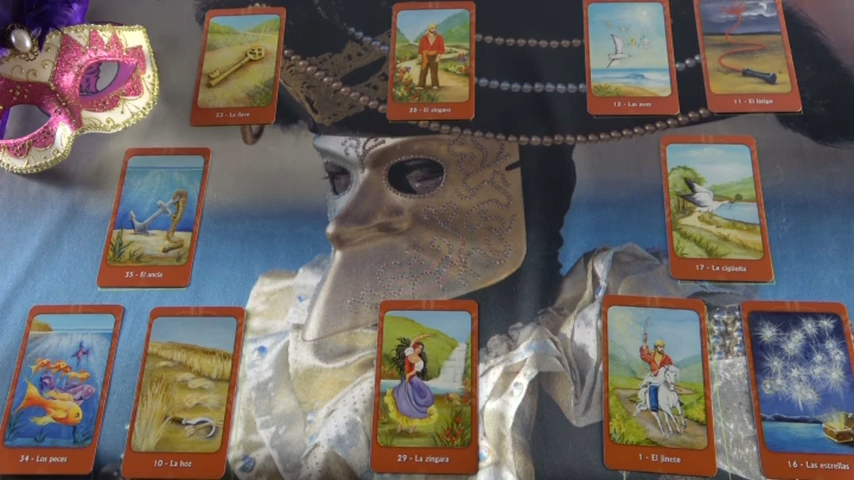 33 - La llave
28 - El zíngaro
12 - Las aves
11 - El látigo
35 - El ancla
17 - La cigüeña
34 - Los peces
10 - La hoz
29 - La zíngara
1 - El jinete
16 - Las estrellas